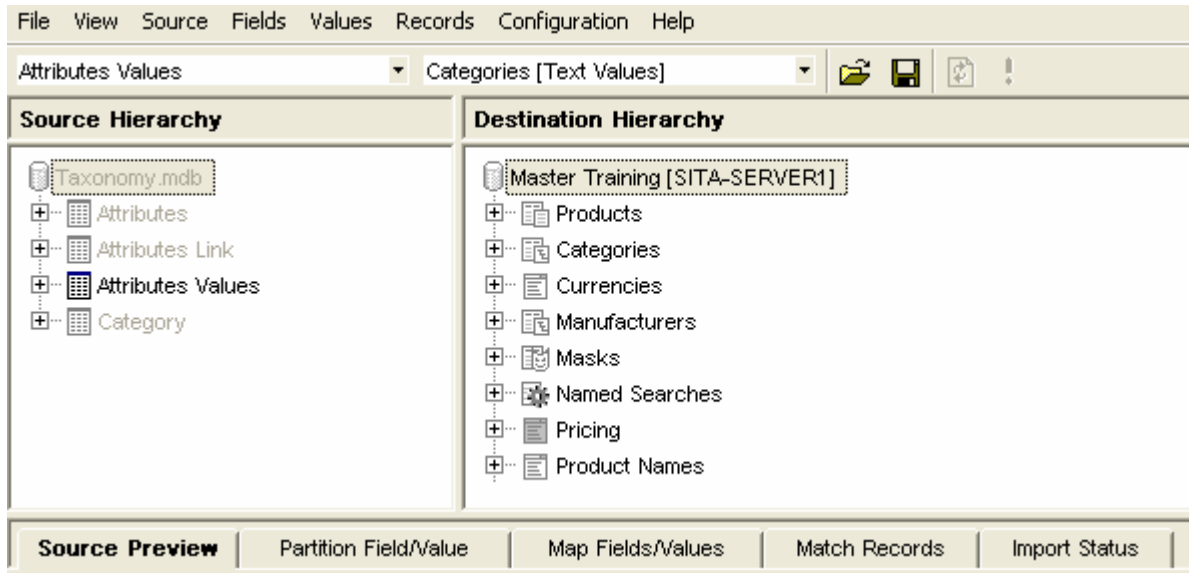 File View Source Fields Values Records Configuration Help
Attributes Values Categories [Text Values]
Source Hierarchy
Taxonomy.mdb
Attributes
Attributes Link
Attributes Values
Category
Destination Hierarchy
Master Training [SITA-SERVER1]
Products
Categories
Currencies
Manufacturers
Masks
Named Searches
Pricing
Product Names
Source Preview Partition Field/Value Map Fields/Values Match Records Import Status